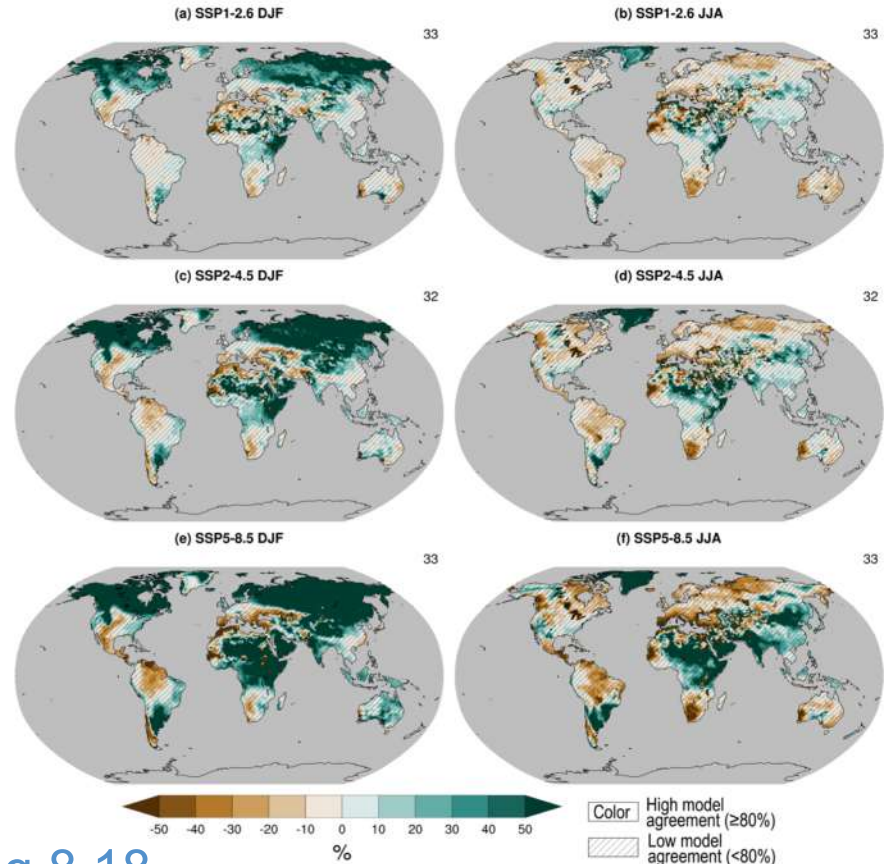 (a) SSP1-2.6 DJF
33
(b) SSP1-2.6 JJA
33
(c) SSP2-4.5 DJF
32
(d) SSP2-4.5 JJA
32
(e) SSP5-8.5 DJF
33
(f) SSP5-8.5 JJA
33
-50 -40 -30 -20 -10 0 10 20 30 40 50
%
Color High model
agreement (≥80%)
Low model
agreement (<80%)